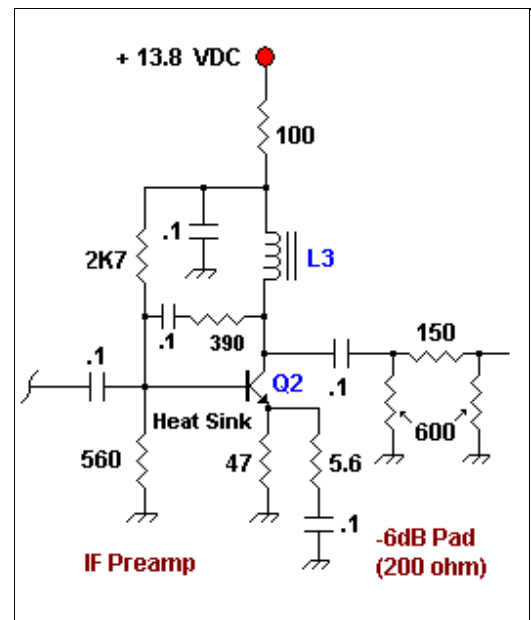 + 13.8 VDC
100
.1
2K7
L3
.1
390
150
.1
.1
Q2
Heat Sink
600
560
47
5.6
.1
-6dB Pad
(200 ohm)
IF Preamp